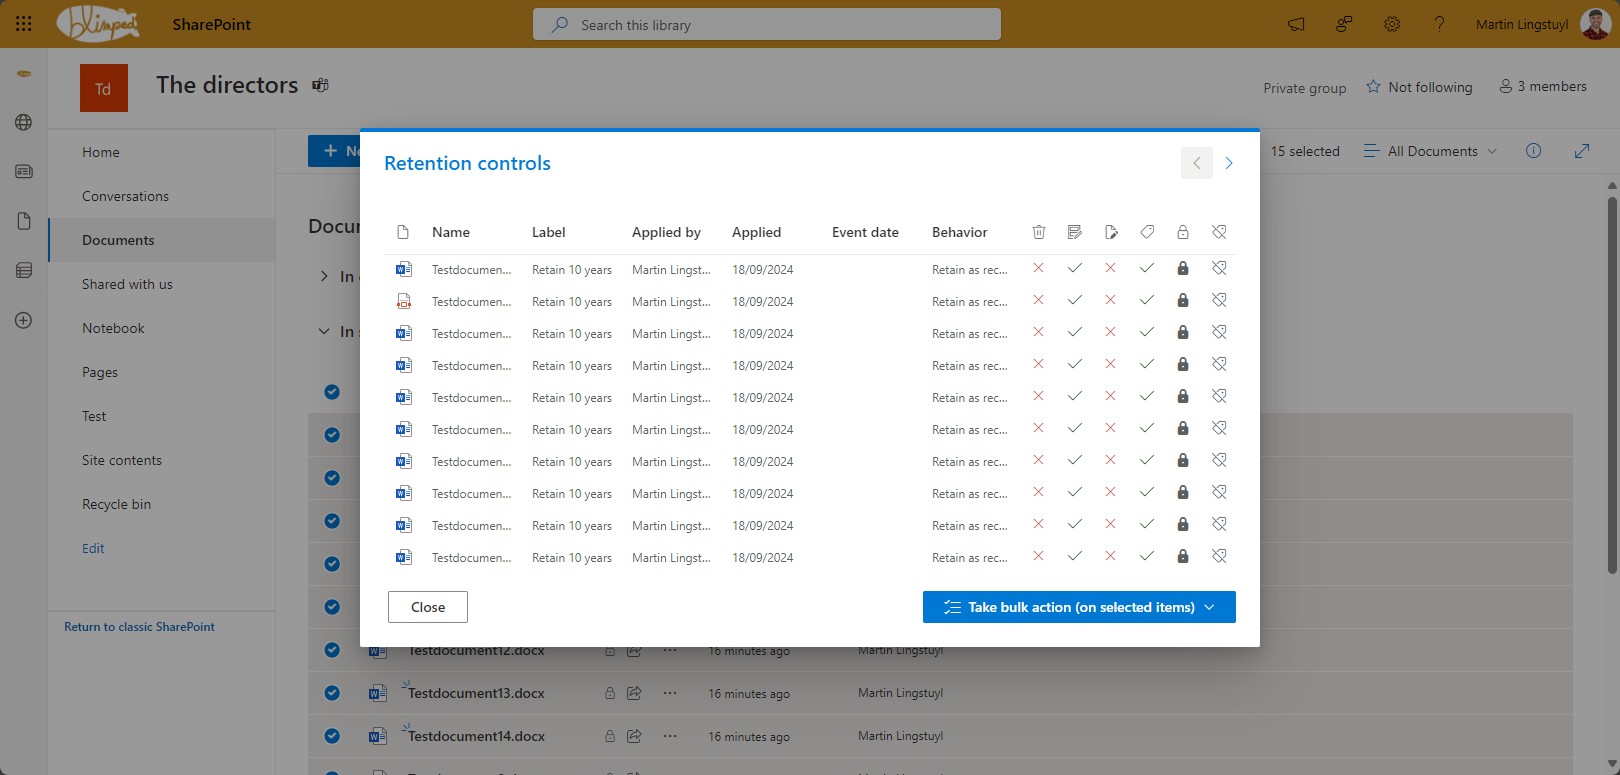 blimped
SharePoint
Search this library
Martin Lingstuyl
Td
The directors
Private group
Not following
3 members
Home
Conversations
Documents
Shared with us
Notebook
Pages
Test
Site contents
Recycle bin
Edit
Return to classic SharePoint
15 selected
All Documents
Retention controls
Name Label Applied by Applied Event date Behavior
Testdocumen... Retain 10 years Martin Lingst... 18/09/2024 Retain as rec...
Testdocumen... Retain 10 years Martin Lingst... 18/09/2024 Retain as rec...
Testdocumen... Retain 10 years Martin Lingst... 18/09/2024 Retain as rec...
Testdocumen... Retain 10 years Martin Lingst... 18/09/2024 Retain as rec...
Testdocumen... Retain 10 years Martin Lingst... 18/09/2024 Retain as rec...
Testdocumen... Retain 10 years Martin Lingst... 18/09/2024 Retain as rec...
Testdocumen... Retain 10 years Martin Lingst... 18/09/2024 Retain as rec...
Testdocumen... Retain 10 years Martin Lingst... 18/09/2024 Retain as rec...
Testdocumen... Retain 10 years Martin Lingst... 18/09/2024 Retain as rec...
Testdocumen... Retain 10 years Martin Lingst... 18/09/2024 Retain as rec...
Close
Take bulk action (on selected items)
Testdocument12.docx 16 minutes ago Martin Lingstuyl
Testdocument13.docx 16 minutes ago Martin Lingstuyl
Testdocument14.docx 16 minutes ago Martin Lingstuyl